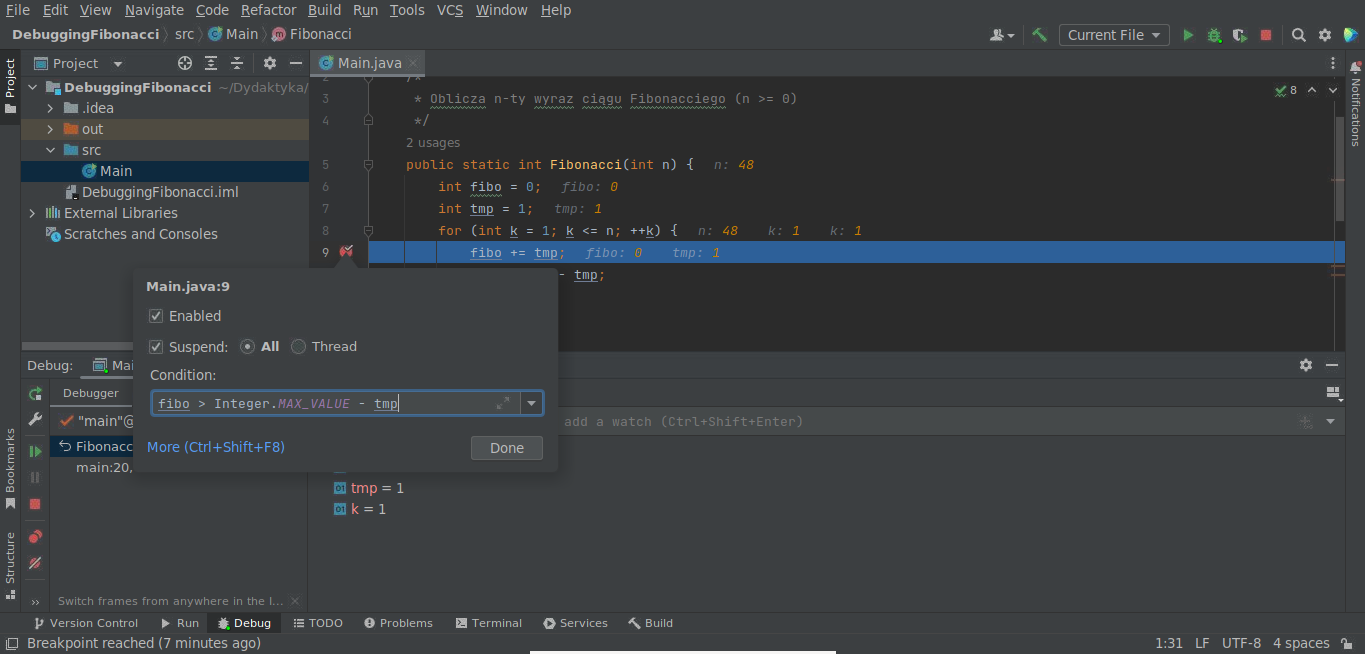 File Edit View Navigate Code Refactor Build Run Tools VCS Window Help
DebuggingFibonacci src Main Fibonacci
Current File
Project
Project
Main.java
Notifications
DebuggingFibonacci ~/Dydaktyka/
.idea
out
src
Main
DebuggingFibonacci.iml
External Libraries
Scratches and Consoles
8
2 /*
3 * Oblicza n-ty wyraz ciągu Fibonacciego (n >= 0)
4 */
2 usages
5 public static int Fibonacci(int n) { n: 48
6 int fibo = 0; fibo: 0
7 int tmp = 1; tmp: 1
8 for (int k = 1; k <= n; ++k) { n: 48 k: 1 k: 1
9 fibo += tmp; fibo: 0 tmp: 1
- tmp;
Main.java:9
Enabled
Suspend: All Thread
Condition:
fibo > Integer.MAX_VALUE - tmp
More (Ctrl+Shift+F8)
Done
Debug: Mai
Debugger
"main"@
Fibonacc
main:20,
add a watch (Ctrl+Shift+Enter)
01 tmp = 1
01 k = 1
Bookmarks
Structure
Switch frames from anywhere in the I...
Version Control Run Debug TODO Problems Terminal Services Build
Breakpoint reached (7 minutes ago)
1:31 LF UTF-8 4 spaces